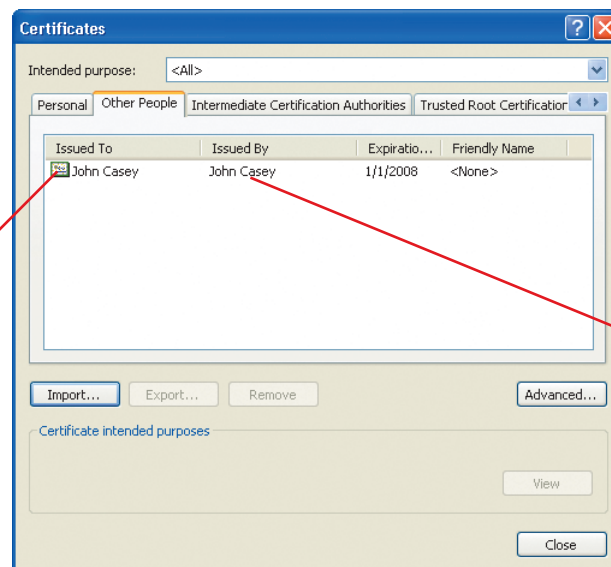 Certificates
Intended purpose: <All>
Personal Other People Intermediate Certification Authorities Trusted Root Certification
Issued To Issued By Expiratio... Friendly Name
John Casey John Casey 1/1/2008 <None>
Import... Export... Remove Advanced...
Certificate intended purposes
View
Close